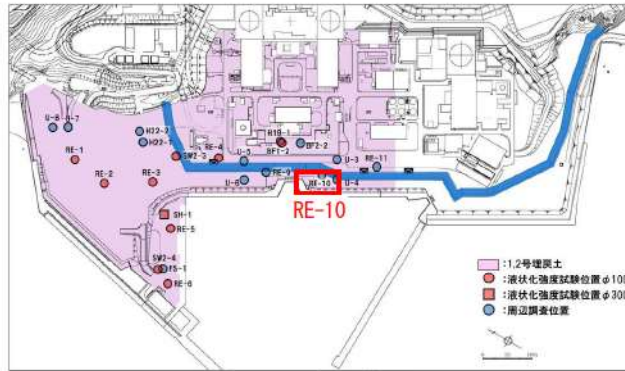 U-8
U-7
H22-2
H22-7
RE-1
SW2-3
RE-4
H19-1
BF1-2
BF2-2
U-5
U-3
RE-11
RE-2
RE-3
RE-9
U-6
RE-10
U-4
RE-10
SH-1
RE-5
SW2-4
RE-6
:1,2号埋戻土
:液状化強度試験位置φ100
:液状化強度試験位置φ300
:周辺調査位置